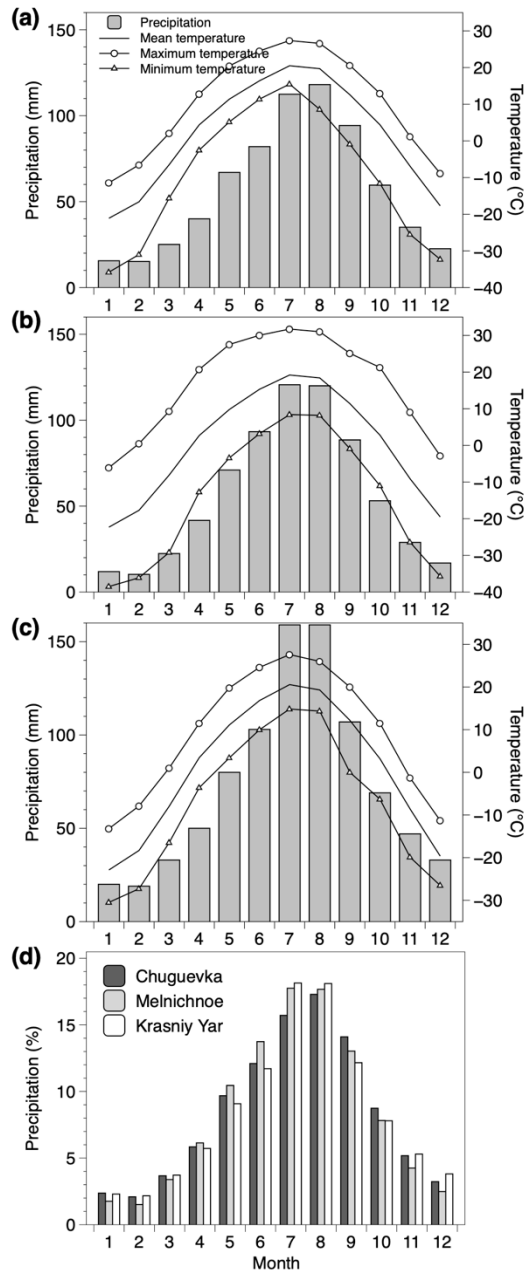 (a)
Precipitation
Mean temperature
Maximum temperature
Minimum temperature
Precipitation (mm)
150
100
50
0
Temperature (°C)
30
20
10
0
−10
−20
−30
−40
1 2 3 4 5 6 7 8 9 10 11 12
(b)
Precipitation (mm)
150
100
50
0
Temperature (°C)
30
20
10
0
−10
−20
−30
−40
1 2 3 4 5 6 7 8 9 10 11 12
(c)
Precipitation (mm)
150
100
50
0
Temperature (°C)
30
20
10
0
−10
−20
−30
1 2 3 4 5 6 7 8 9 10 11 12
(d)
Chuguevka
Melnichnoe
Krasniy Yar
Precipitation (%)
20
15
10
5
0
1 2 3 4 5 6 7 8 9 10 11 12
Month